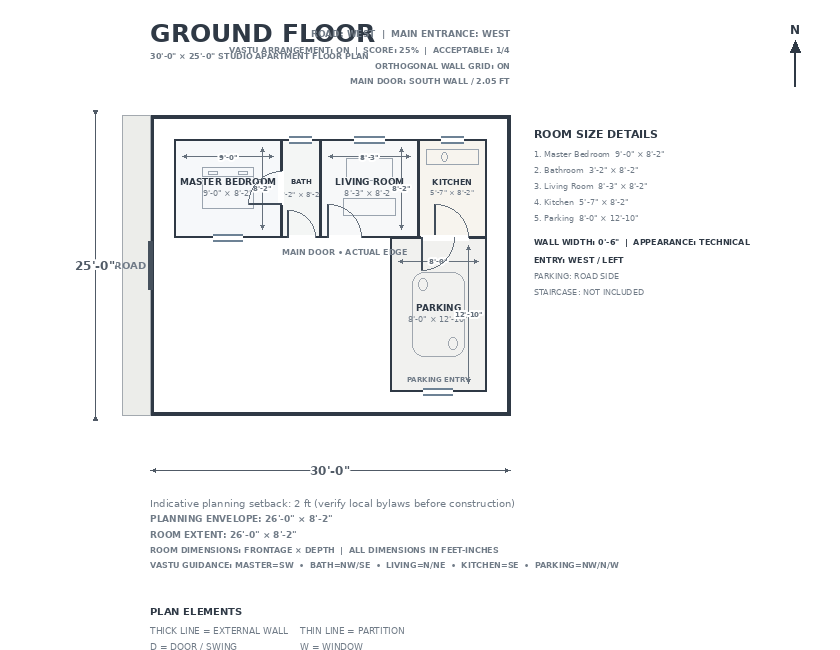 GROUND FLOOR
ROAD: WEST | MAIN ENTRANCE: WEST
N
VASTU ARRANGEMENT: ON | SCORE: 25% | ACCEPTABLE: 1/4
30'-0" × 25'-0" STUDIO APARTMENT FLOOR PLAN
ORTHOGONAL WALL GRID: ON
MAIN DOOR: SOUTH WALL / 2.05 FT
ROOM SIZE DETAILS
1. Master Bedroom 9'-0" × 8'-2"
2. Bathroom 3'-2" × 8'-2"
3. Living Room 8'-3" × 8'-2"
4. Kitchen 5'-7" × 8'-2"
5. Parking 8'-0" × 12'-10"
WALL WIDTH: 0'-6" | APPEARANCE: TECHNICAL
ENTRY: WEST / LEFT
PARKING: ROAD SIDE
STAIRCASE: NOT INCLUDED
9'-0"
8'-3"
MASTER BEDROOM
9'-0" × 8'-2"
8'-2"
BATH
-2" × 8'-2
LIVING ROOM
8'-3" × 8'-2
8'-2"
KITCHEN
5'-7" × 8'-2"
MAIN DOOR • ACTUAL EDGE
25'-0"
ROAD
8'-0"
PARKING
8'-0" × 12'-10"
12'-10"
PARKING ENTRY
30'-0"
Indicative planning setback: 2 ft (verify local bylaws before construction)
PLANNING ENVELOPE: 26'-0" × 8'-2"
ROOM EXTENT: 26'-0" × 8'-2"
ROOM DIMENSIONS: FRONTAGE × DEPTH | ALL DIMENSIONS IN FEET-INCHES
VASTU GUIDANCE: MASTER=SW • BATH=NW/SE • LIVING=N/NE • KITCHEN=SE • PARKING=NW/N/W
PLAN ELEMENTS
THICK LINE = EXTERNAL WALL THIN LINE = PARTITION
D = DOOR / SWING W = WINDOW